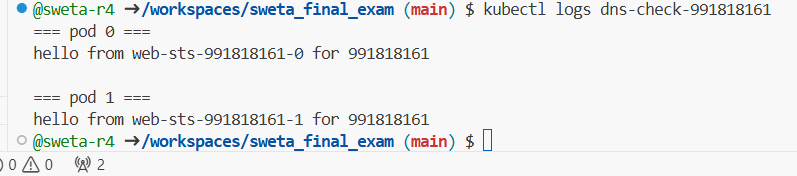 @sweta-r4 ➜/workspaces/sweta_final_exam (main) $ kubectl logs dns-check-991818161
=== pod 0 ===
hello from web-sts-991818161-0 for 991818161
=== pod 1 ===
hello from web-sts-991818161-1 for 991818161
@sweta-r4 ➜/workspaces/sweta_final_exam (main) $
0 0 2